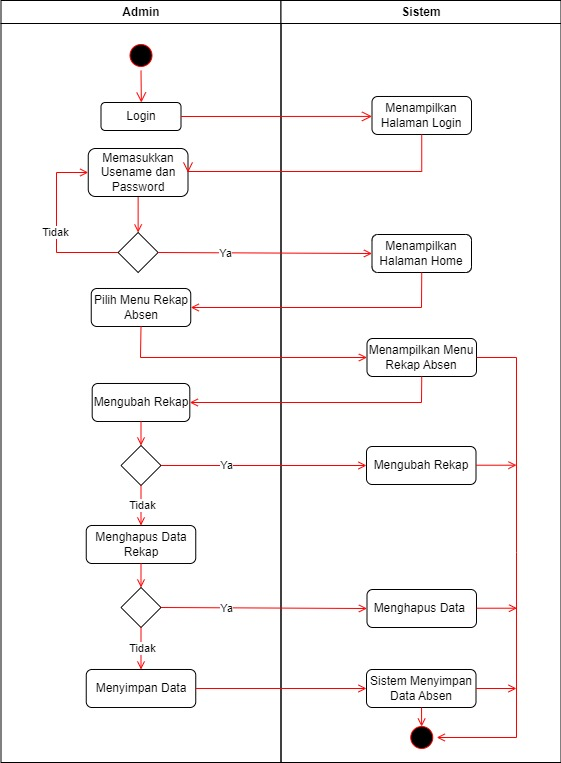 Admin
Sistem
Login
Menampilkan
Halaman Login
Memasukkan
Usename dan
Password
Tidak
Ya
Menampilkan
Halaman Home
Pilih Menu Rekap
Absen
Menampilkan Menu
Rekap Absen
Mengubah Rekap
Ya
Mengubah Rekap
Tidak
Menghapus Data
Rekap
Ya
Menghapus Data
Tidak
Menyimpan Data
Sistem Menyimpan
Data Absen